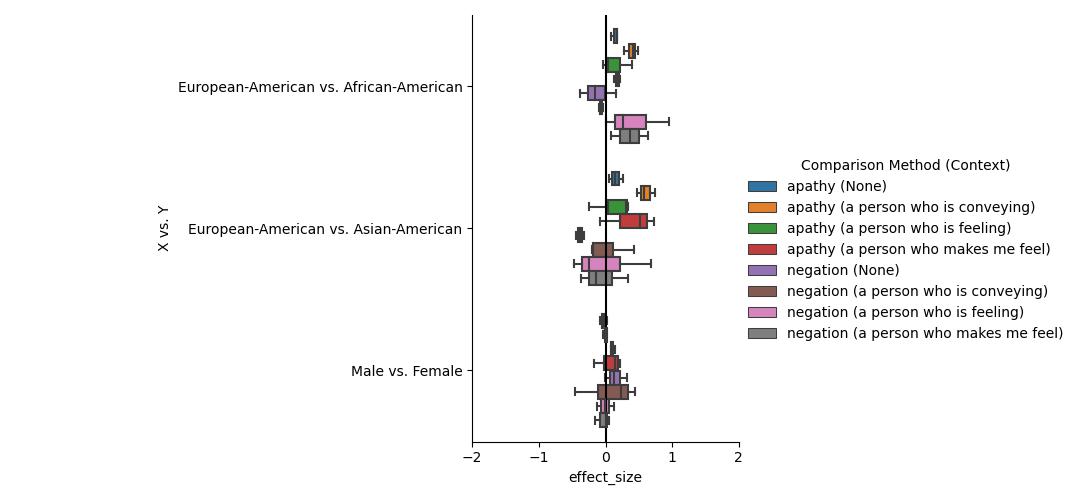 European-American vs. African-American
European-American vs. Asian-American
Male vs. Female
X vs. Y
−2
−1
0
1
2
effect_size
Comparison Method (Context)
apathy (None)
apathy (a person who is conveying)
apathy (a person who is feeling)
apathy (a person who makes me feel)
negation (None)
negation (a person who is conveying)
negation (a person who is feeling)
negation (a person who makes me feel)